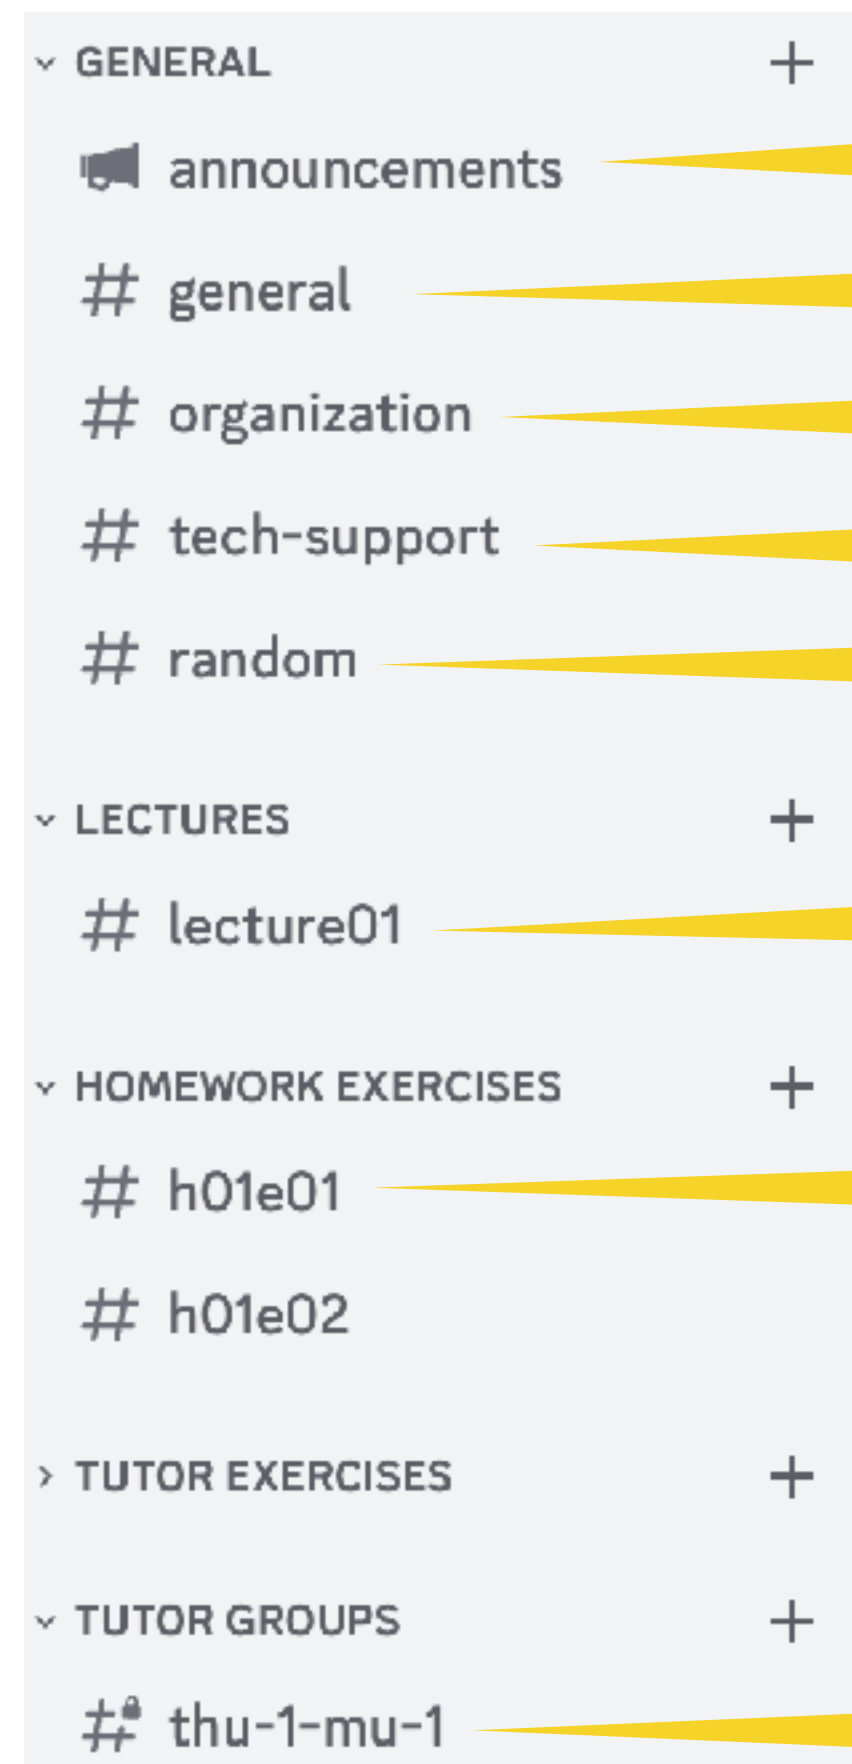 GENERAL
announcements
# general
# organization
# tech-support
# random
LECTURES
# lecture01
HOMEWORK EXERCISES
# h01e01
# h01e02
TUTOR EXERCISES
TUTOR GROUPS
# thu-1-mu-1